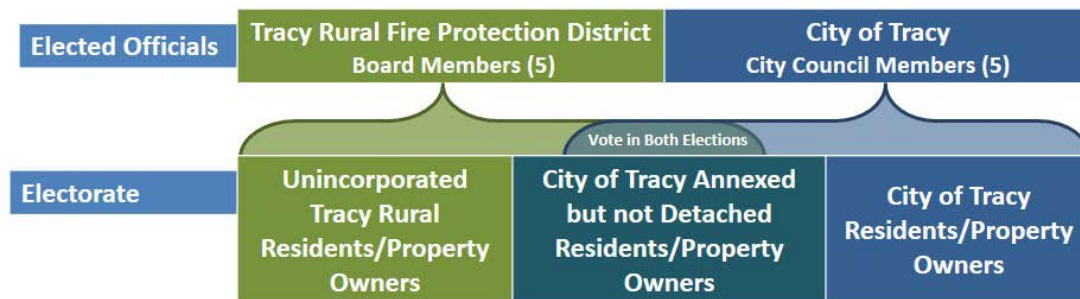 Elected Officials
Tracy Rural Fire Protection District
Board Members (5)
City of Tracy
City Council Members (5)
Vote in Both Elections
Electorate
Unincorporated
Tracy Rural
Residents/Property
Owners
City of Tracy Annexed
but not Detached
Residents/Property
Owners
City of Tracy
Residents/Property
Owners